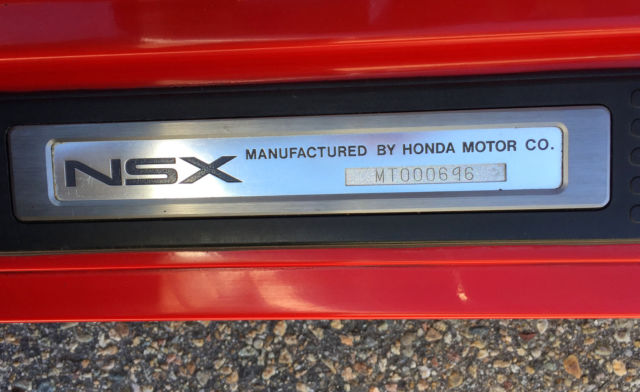 NSX
MANUFACTURED BY HONDA MOTOR CO.
MT000696